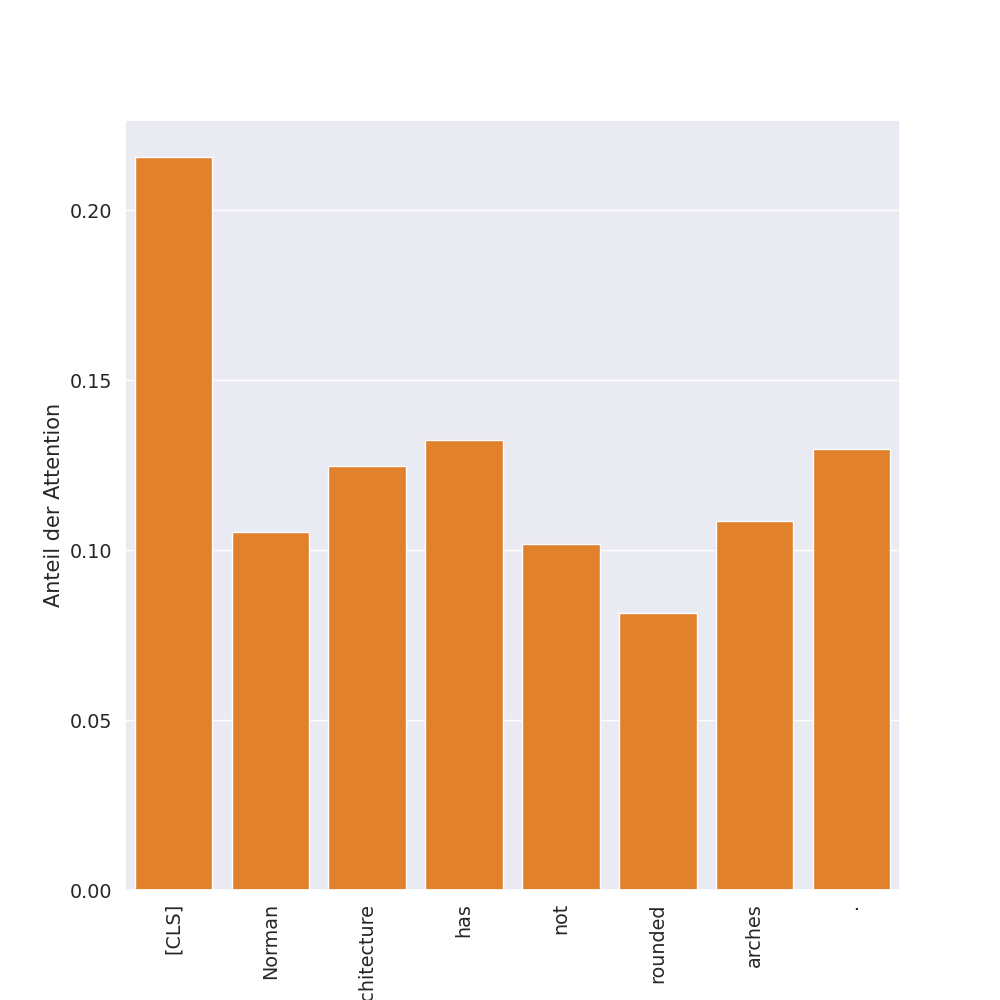 Anteil der Attention
0.20
0.15
0.10
0.05
0.00
[CLS]
Norman
chitecture
has
not
rounded
arches
.